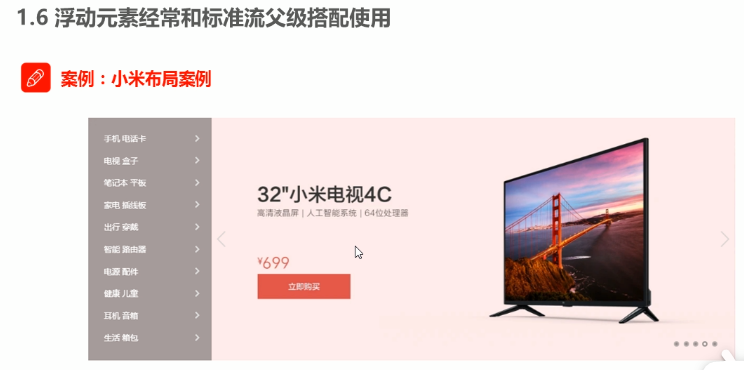 1.6 浮动元素经常和标准流父级搭配使用
案例：小米布局案例
手机 电话卡
电视 盒子
笔记本 平板
家电 插线板
出行 穿戴
智能 路由器
电源 配件
健康 儿童
耳机 音箱
生活 箱包
32"小米电视4C
高清液晶屏 | 人工智能系统 | 64位处理器
¥699
立即购买